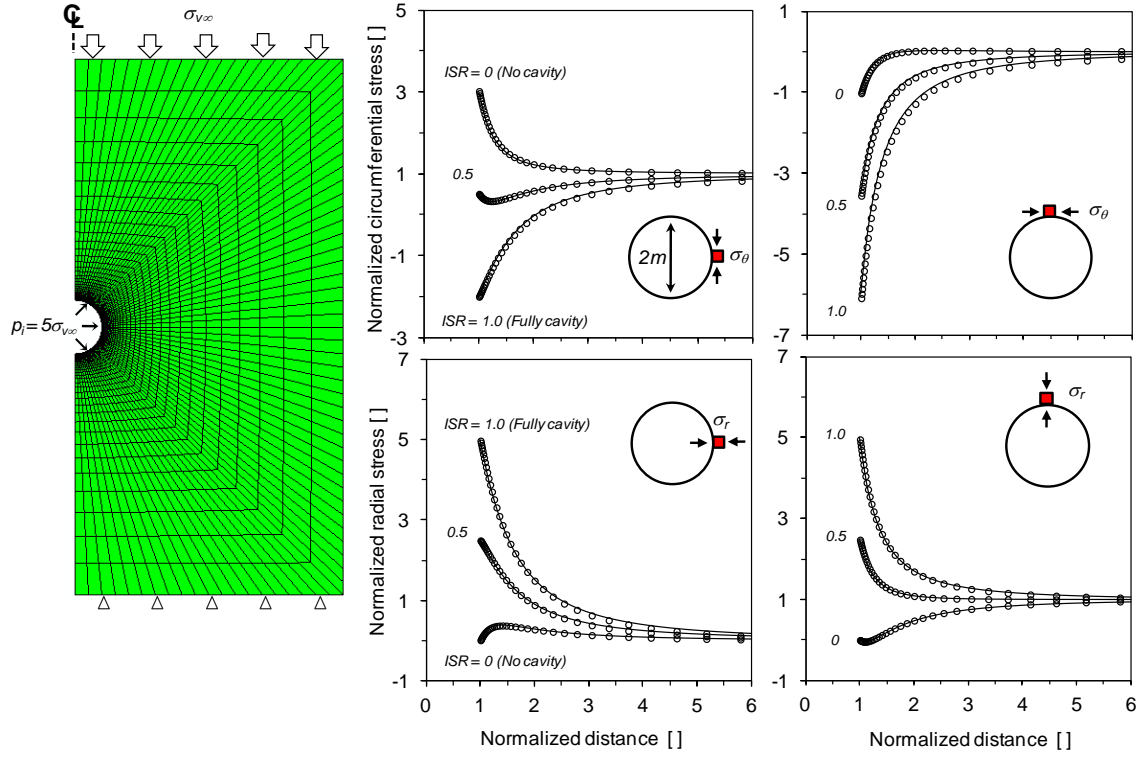 ℄
σv∞
pi = 5σv∞
Normalized circumferential stress [ ]
5
3
1
-1
-3
ISR = 0 (No cavity)
0.5
ISR = 1.0 (Fully cavity)
2m
σθ
1
-1
-3
-5
-7
0
0.5
1.0
σθ
Normalized radial stress [ ]
7
5
3
1
-1
ISR = 1.0 (Fully cavity)
0.5
ISR = 0 (No cavity)
σr
0 1 2 3 4 5 6
Normalized distance [ ]
7
5
3
1
-1
1.0
0.5
0
σr
0 1 2 3 4 5 6
Normalized distance [ ]